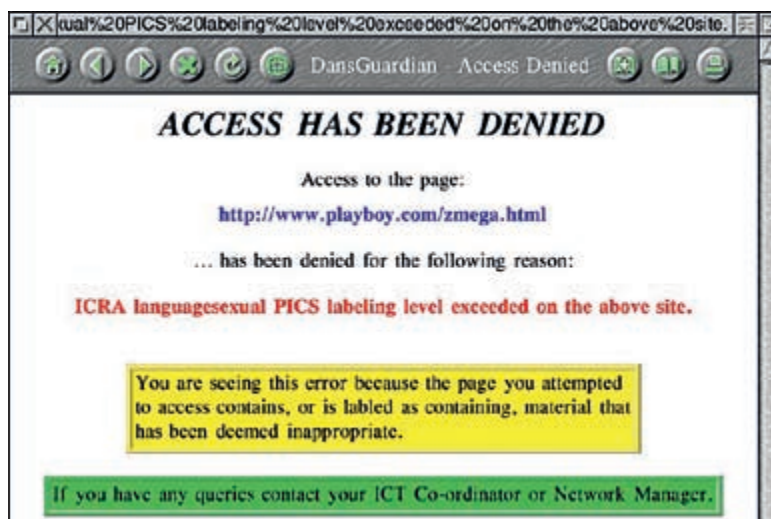 xual%20PICS%20labeling%20level%20exceeded%20on%20the%20above%20site.
DansGuardian - Access Denied
ACCESS HAS BEEN DENIED
Access to the page:
http://www.playboy.com/zmega.html
... has been denied for the following reason:
ICRA languagesexual PICS labeling level exceeded on the above site.
You are seeing this error because the page you attempted
to access contains, or is labled as containing, material that
has been deemed inappropriate.
If you have any queries contact your ICT Co-ordinator or Network Manager.